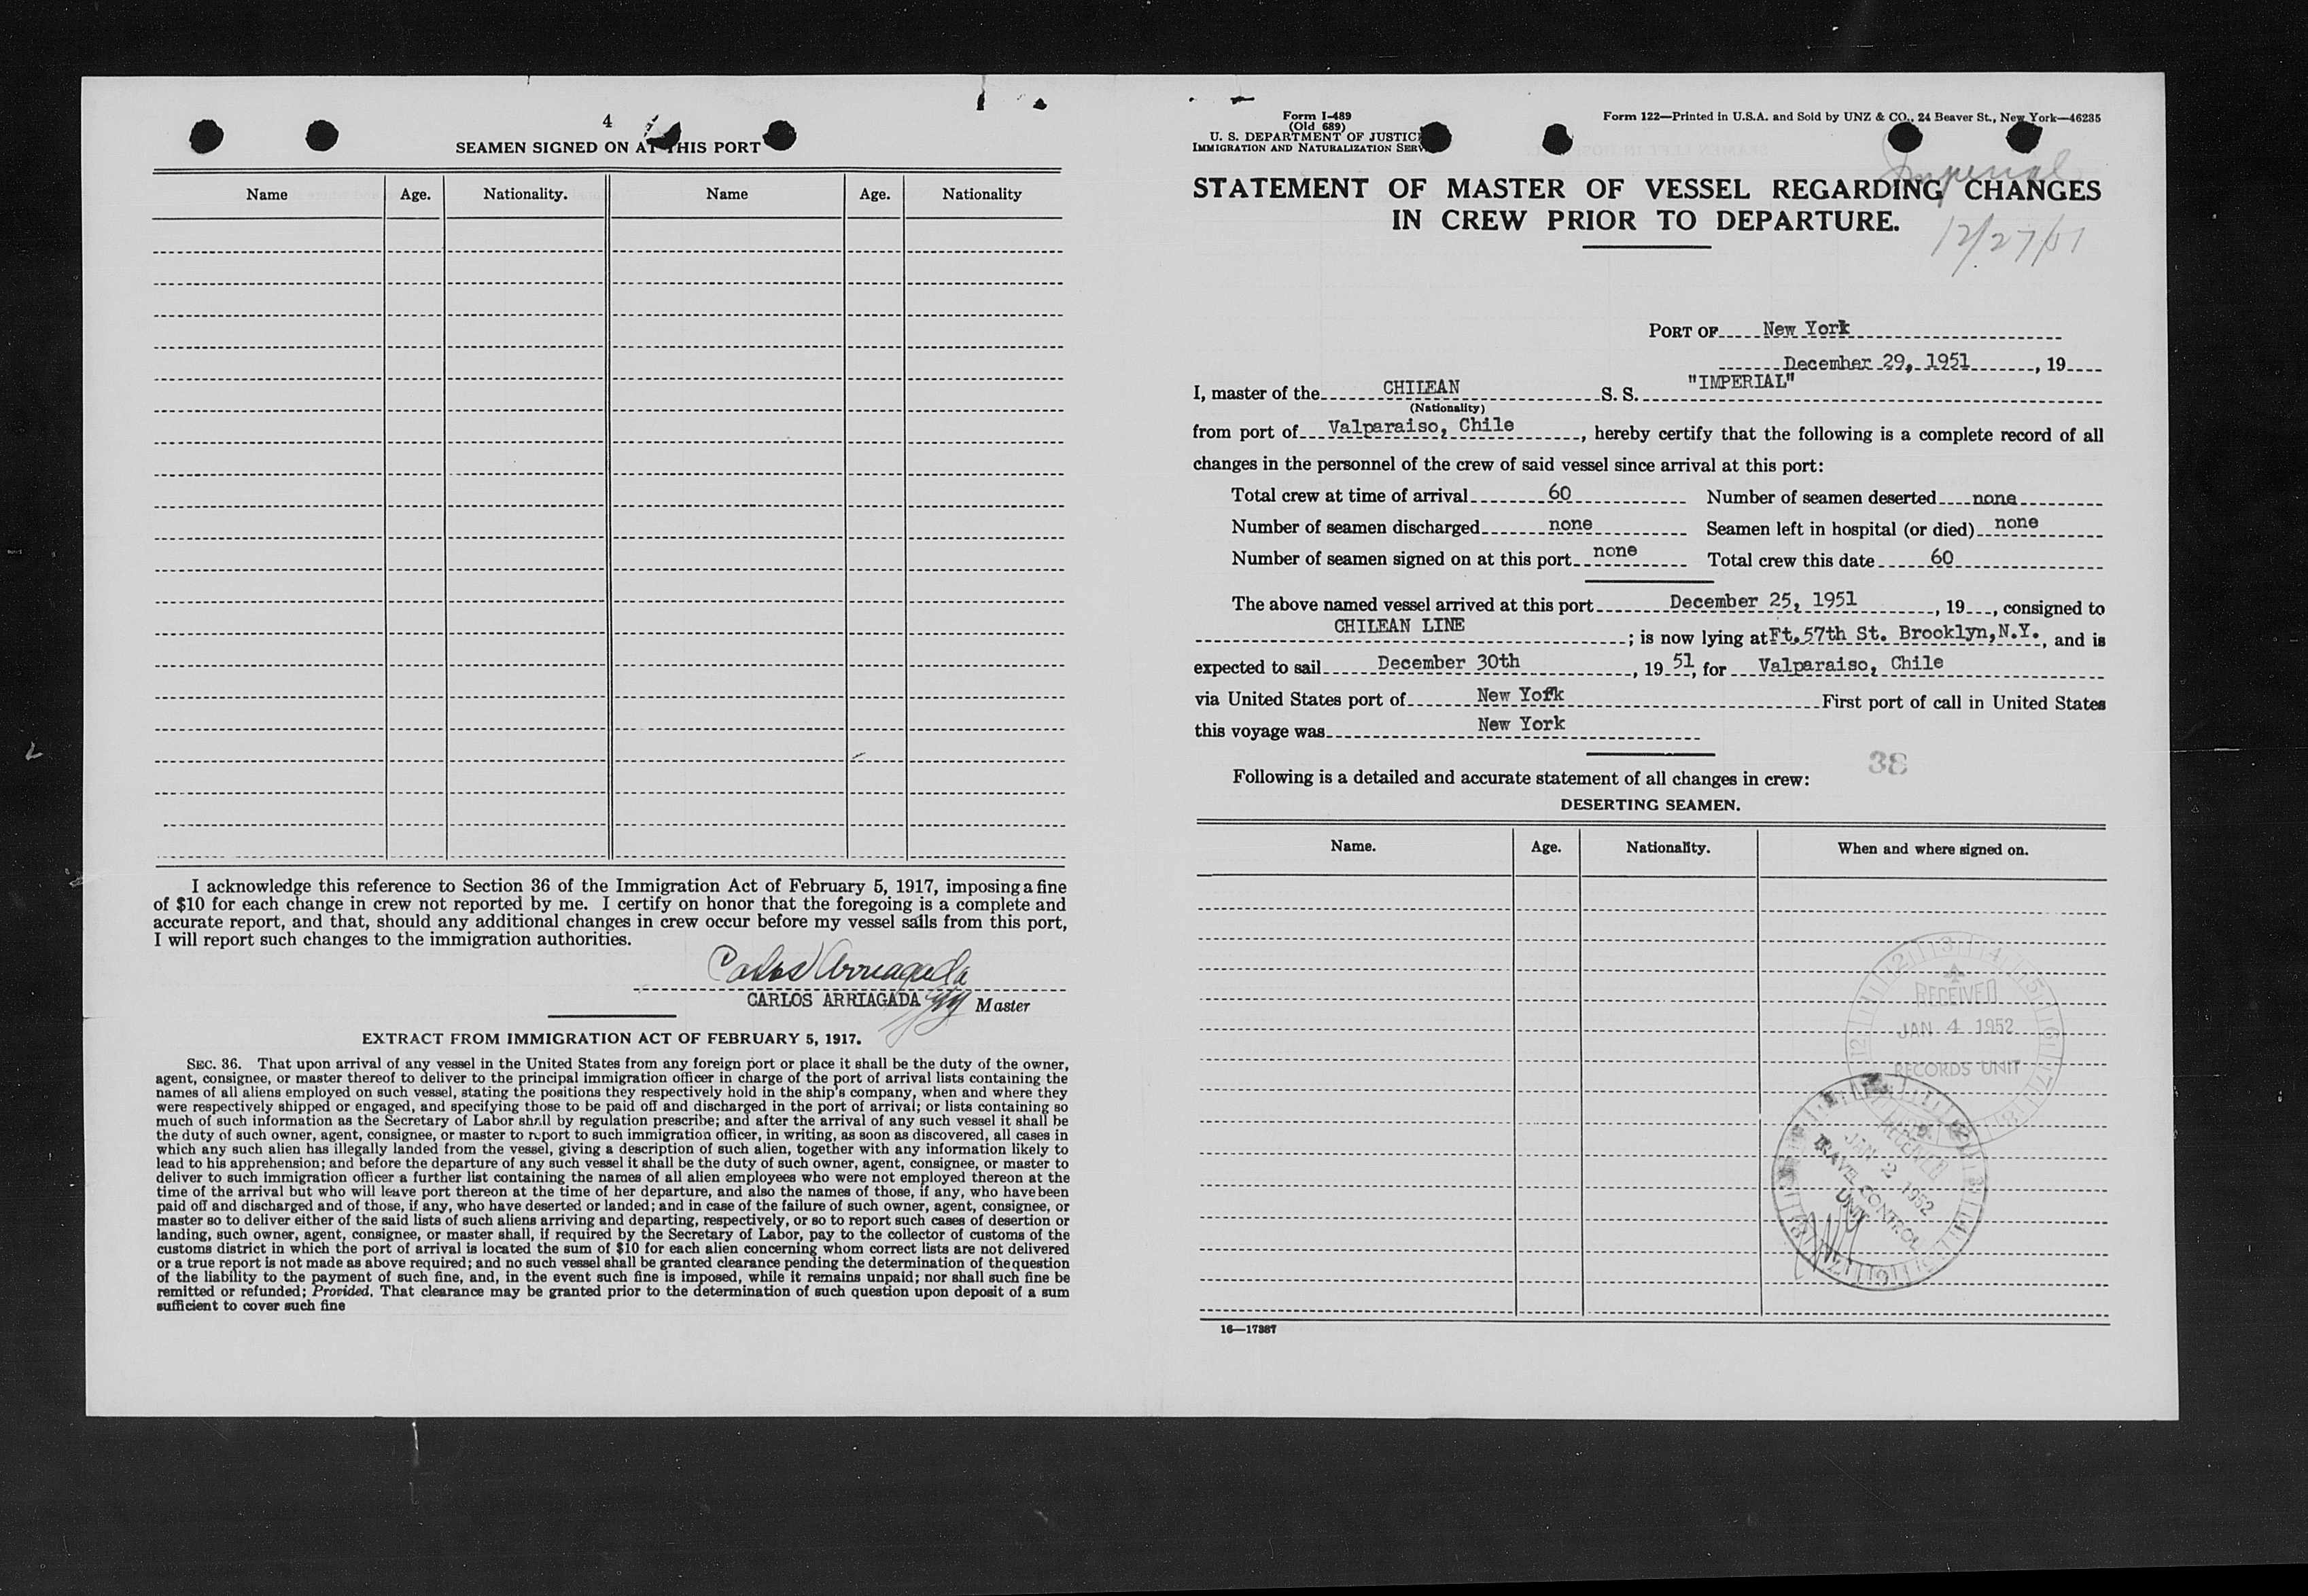 4
SEAMEN SIGNED ON AT THIS PORT
Name Age. Nationality. Name Age. Nationality
I acknowledge this reference to Section 36 of the Immigration Act of February 5, 1917, imposing a fine
of $10 for each change in crew not reported by me. I certify on honor that the foregoing is a complete and
accurate report, and that, should any additional changes in crew occur before my vessel sails from this port,
I will report such changes to the immigration authorities.
Carlos Arriagada
CARLOS ARRIAGADA Master
EXTRACT FROM IMMIGRATION ACT OF FEBRUARY 5, 1917.
SEC. 36. That upon arrival of any vessel in the United States from any foreign port or place it shall be the duty of the owner,
agent, consignee, or master thereof to deliver to the principal immigration officer in charge of the port of arrival lists containing the
names of all aliens employed on such vessel, stating the positions they respectively hold in the ship's company, when and where they
were respectively shipped or engaged, and specifying those to be paid off and discharged in the port of arrival; or lists containing so
much of such information as the Secretary of Labor shall by regulation prescribe; and after the arrival of any such vessel it shall be
the duty of such owner, agent, consignee, or master to report to such immigration officer, in writing, as soon as discovered, all cases in
which any such alien has illegally landed from the vessel, giving a description of such alien, together with any information likely to
lead to his apprehension; and before the departure of any such vessel it shall be the duty of such owner, agent, consignee, or master to
deliver to such immigration officer a further list containing the names of all alien employees who were not employed thereon at the
time of the arrival but who will leave port thereon at the time of her departure, and also the names of those, if any, who have been
paid off and discharged and of those, if any, who have deserted or landed; and in case of the failure of such owner, agent, consignee, or
master so to deliver either of the said lists of such aliens arriving and departing, respectively, or so to report such cases of desertion or
landing, such owner, agent, consignee, or master shall, if required by the Secretary of Labor, pay to the collector of customs of the
customs district in which the port of arrival is located the sum of $10 for each alien concerning whom correct lists are not delivered
or a true report is not made as above required; and no such vessel shall be granted clearance pending the determination of the question
of the liability to the payment of such fine, and, in the event such fine is imposed, while it remains unpaid; nor shall such fine be
remitted or refunded; Provided, That clearance may be granted prior to the determination of such question upon deposit of a sum
sufficient to cover such fine
Form I-489
(Old 689)
U. S. DEPARTMENT OF JUSTIC
IMMIGRATION AND NATURALIZATION SERV
Form 122—Printed in U.S.A. and Sold by UNZ & CO., 24 Beaver St., New York—46235
Imperial
STATEMENT OF MASTER OF VESSEL REGARDING CHANGES
IN CREW PRIOR TO DEPARTURE.
12/27/51
PORT OF New York
December 29, 1951, 19
I, master of the CHILEAN S. S. "IMPERIAL"
(Nationality)
from port of Valparaiso, Chile, hereby certify that the following is a complete record of all
changes in the personnel of the crew of said vessel since arrival at this port:
Total crew at time of arrival 60 Number of seamen deserted none
Number of seamen discharged none Seamen left in hospital (or died) none
Number of seamen signed on at this port none Total crew this date 60
The above named vessel arrived at this port December 25, 1951, 19, consigned to
CHILEAN LINE; is now lying at Ft. 57th St. Brooklyn, N.Y., and is
expected to sail December 30th, 19 51, for Valparaiso, Chile
via United States port of New Yofk First port of call in United States
this voyage was New York
38
Following is a detailed and accurate statement of all changes in crew:
DESERTING SEAMEN.
Name. Age. Nationality. When and where signed on.
RECEIVED
JAN 4 1952
RECORDS UNIT
RECEIVED
JAN 2 1952
TRAVEL CONTROL
UNIT
16—17387